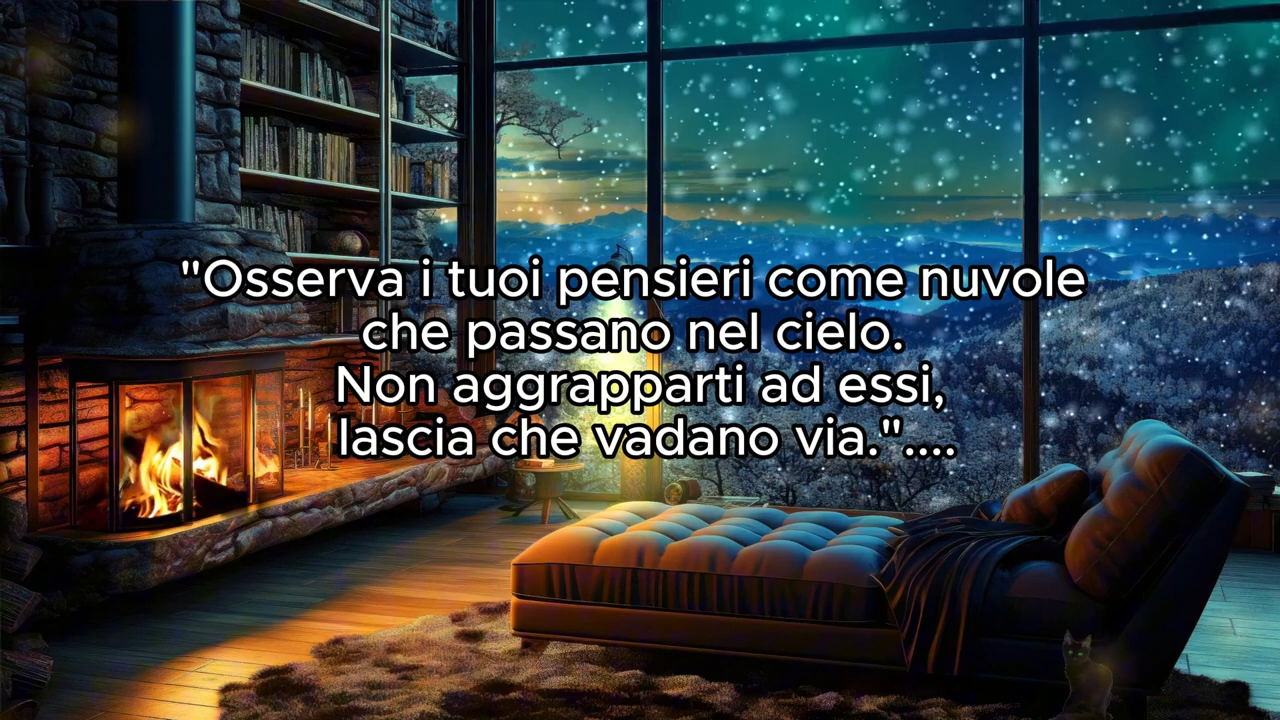 "Osserva i tuoi pensieri come nuvole
che passano nel cielo.
Non aggrapparti ad essi,
lascia che vadano via."....